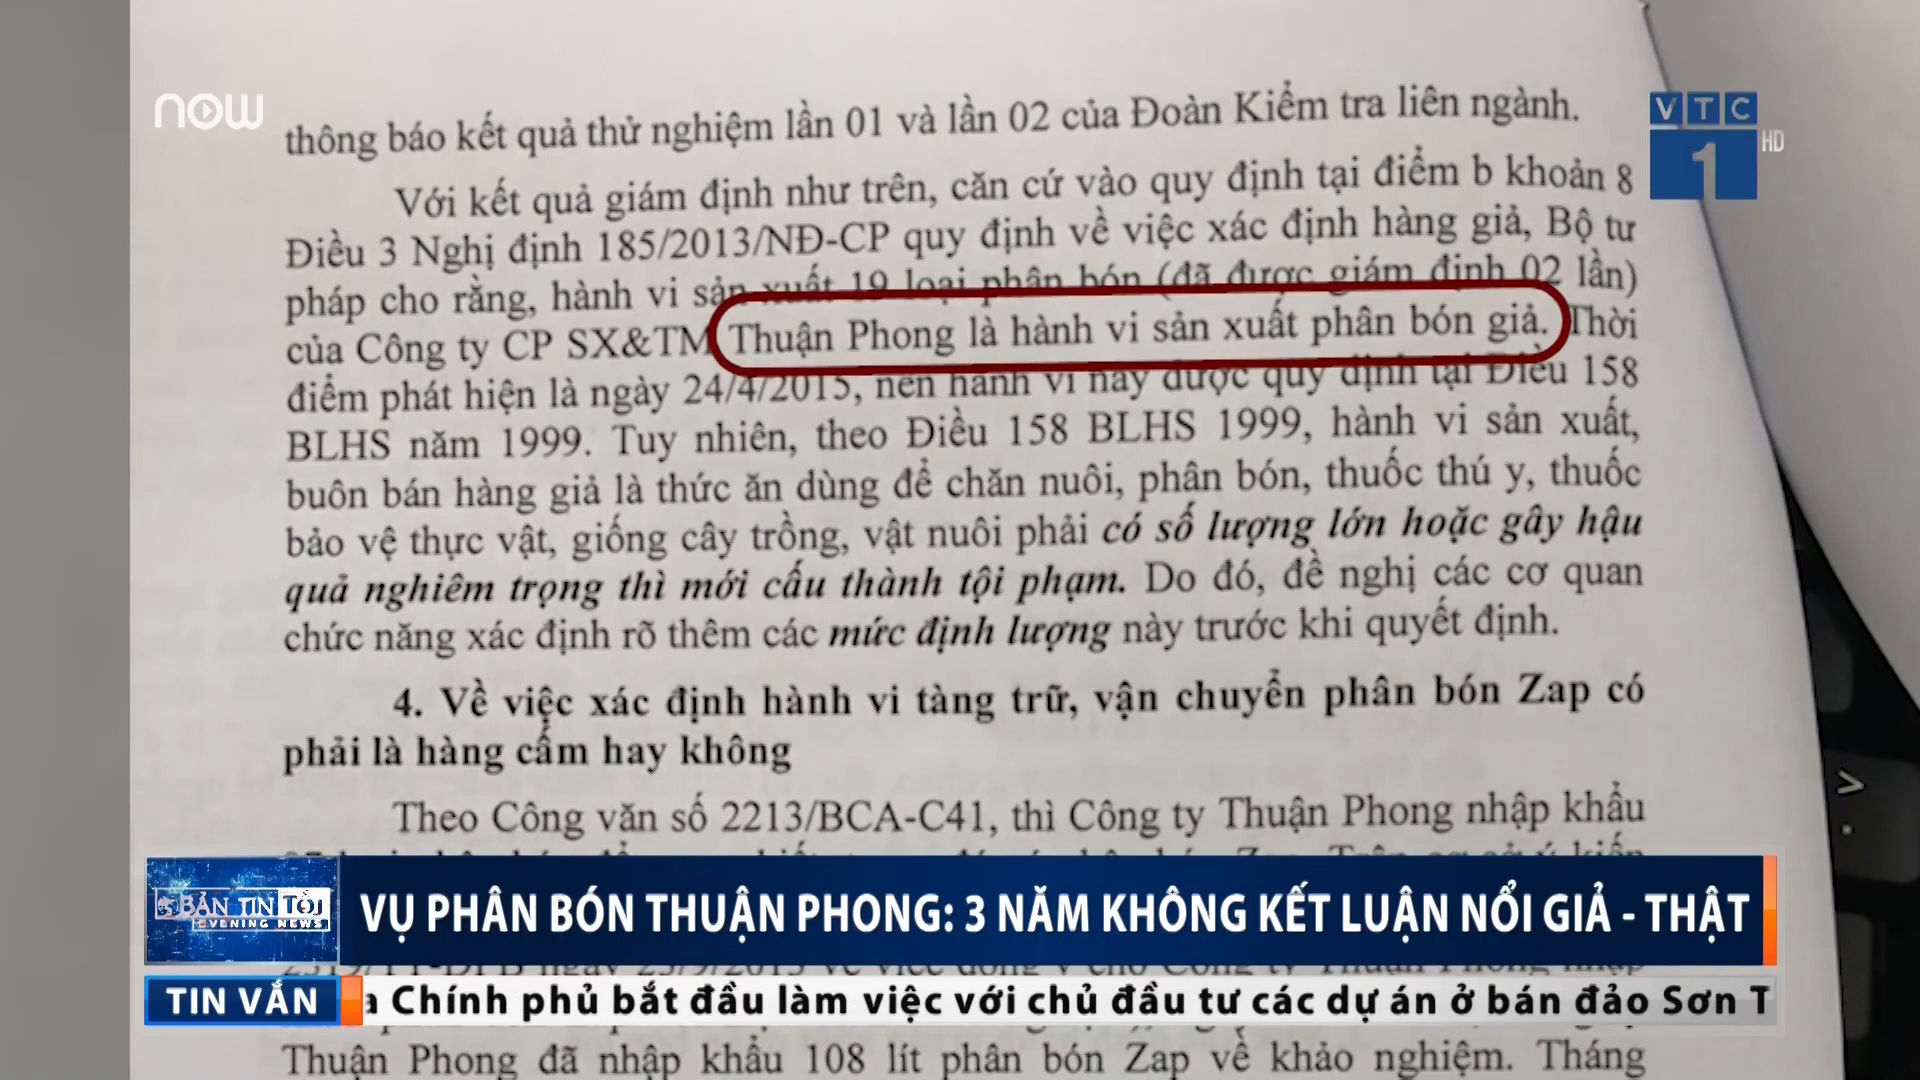 now
VTC
1 HD
thông báo kết quả thử nghiệm lần 01 và lần 02 của Đoàn Kiểm tra liên ngành.
Với kết quả giám định như trên, căn cứ vào quy định tại điểm b khoản 8
Điều 3 Nghị định 185/2013/NĐ-CP quy định về việc xác định hàng giả, Bộ tư
pháp cho rằng, hành vi sản xuất 19 loại phân bón (đã được giám định 02 lần)
của Công ty CP SX&TM Thuận Phong là hành vi sản xuất phân bón giả. Thời
điểm phát hiện là ngày 24/4/2015, nên hành vi này được quy định tại Điều 158
BLHS năm 1999. Tuy nhiên, theo Điều 158 BLHS 1999, hành vi sản xuất,
buôn bán hàng giả là thức ăn dùng để chăn nuôi, phân bón, thuốc thú y, thuốc
bảo vệ thực vật, giống cây trồng, vật nuôi phải có số lượng lớn hoặc gây hậu
quả nghiêm trọng thì mới cấu thành tội phạm. Do đó, đề nghị các cơ quan
chức năng xác định rõ thêm các mức định lượng này trước khi quyết định.
4. Về việc xác định hành vi tàng trữ, vận chuyển phân bón Zap có
phải là hàng cấm hay không
Theo Công văn số 2213/BCA-C41, thì Công ty Thuận Phong nhập khẩu
BẢN TIN TỐI
EVENING NEWS
VỤ PHÂN BÓN THUẬN PHONG: 3 NĂM KHÔNG KẾT LUẬN NỔI GIẢ - THẬT
TIN VẮN
a Chính phủ bắt đầu làm việc với chủ đầu tư các dự án ở bán đảo Sơn T
Thuận Phong đã nhập khẩu 108 lít phân bón Zap về khảo nghiệm. Tháng